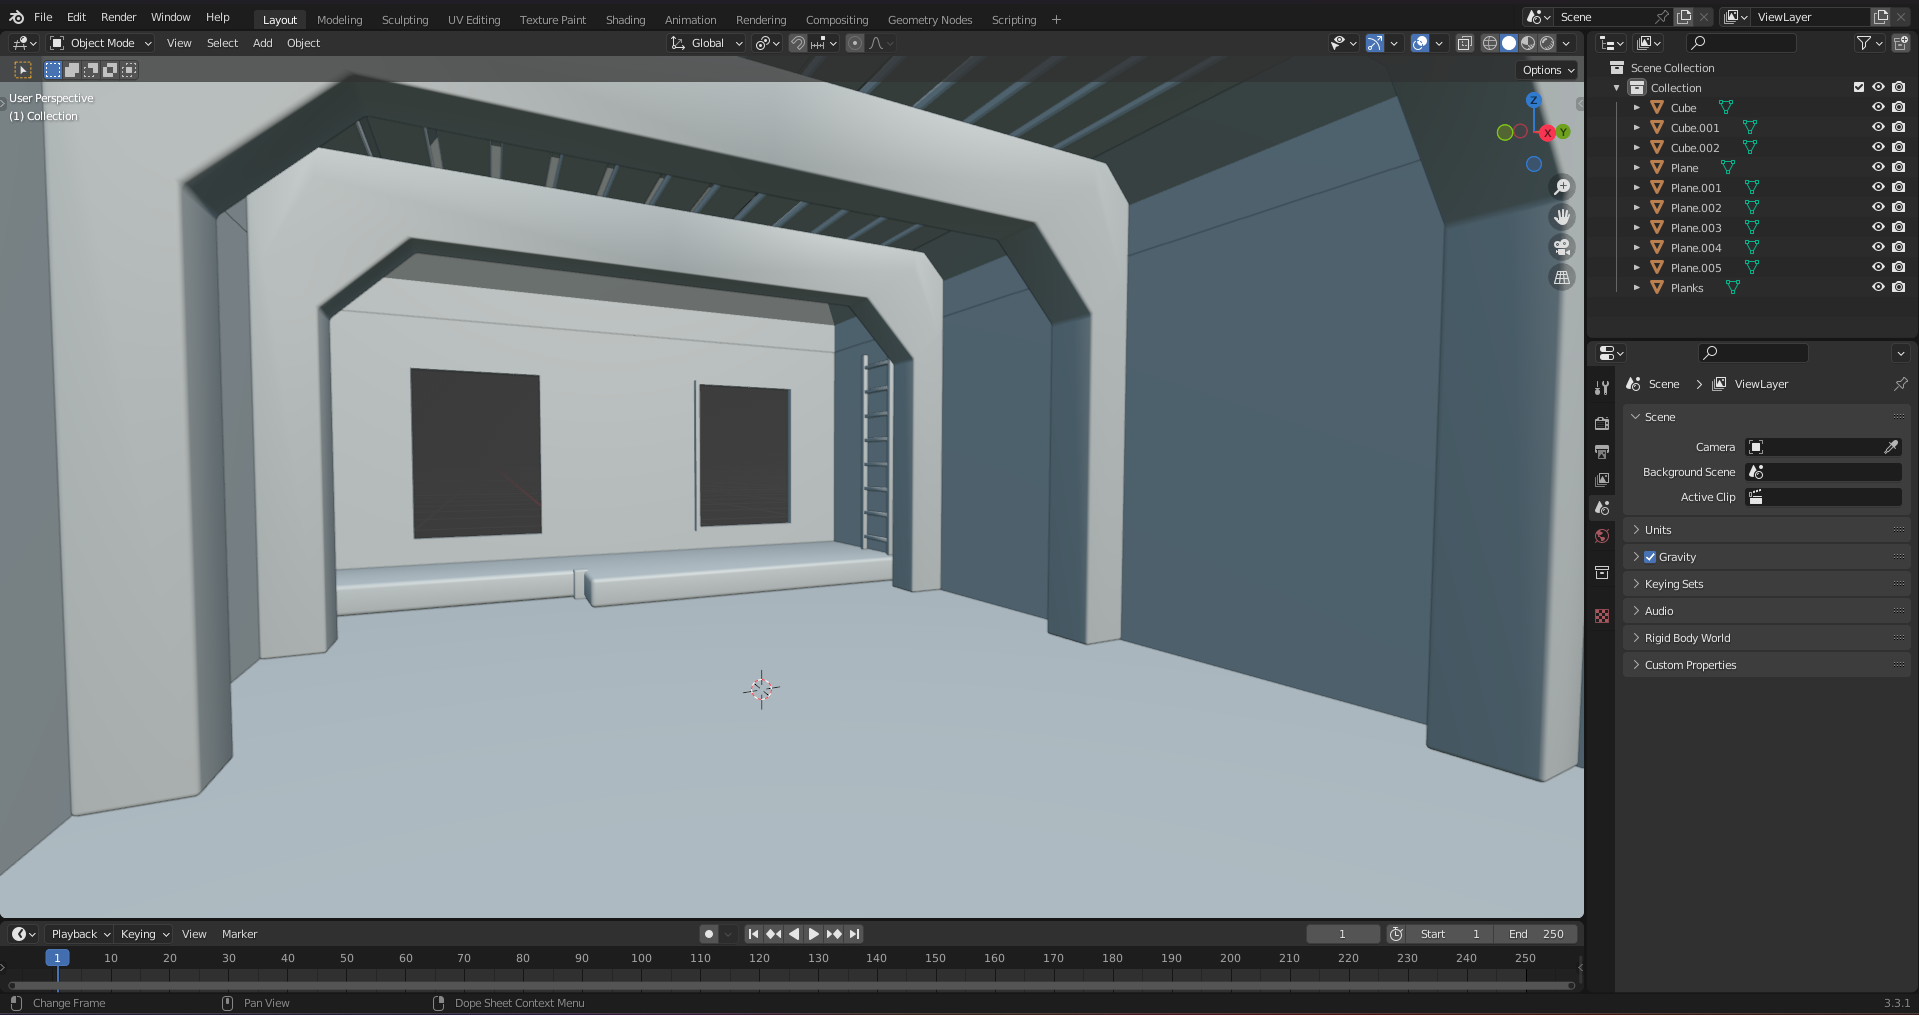 File Edit Render Window Help Layout Modeling Sculpting UV Editing Texture Paint Shading Animation Rendering Compositing Geometry Nodes Scripting + Scene ViewLayer
Object Mode View Select Add Object Global
Options
User Perspective
(1) Collection
Z
X
Y
Scene Collection
Collection
Cube
Cube.001
Cube.002
Plane
Plane.001
Plane.002
Plane.003
Plane.004
Plane.005
Planks
Scene ViewLayer
Scene
Camera
Background Scene
Active Clip
Units
Gravity
Keying Sets
Audio
Rigid Body World
Custom Properties
Playback Keying View Marker 1 Start 1 End 250
1 10 20 30 40 50 60 70 80 90 100 110 120 130 140 150 160 170 180 190 200 210 220 230 240 250
Change Frame Pan View Dope Sheet Context Menu 3.3.1